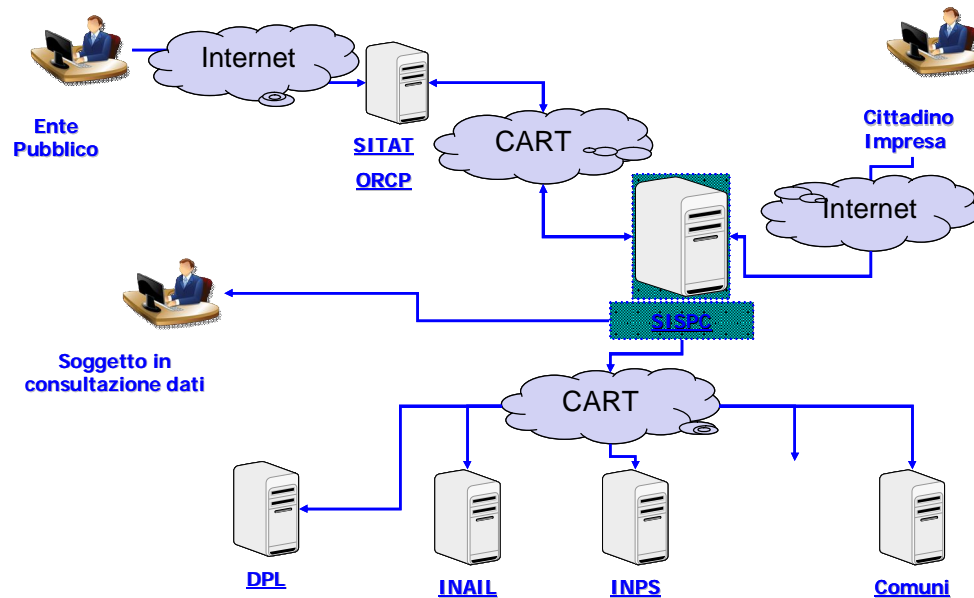 Internet
Ente
Pubblico
SITAT
ORCP
CART
Cittadino
Impresa
Internet
SISPC
Soggetto in
consultazione dati
CART
DPL
INAIL
INPS
Comuni